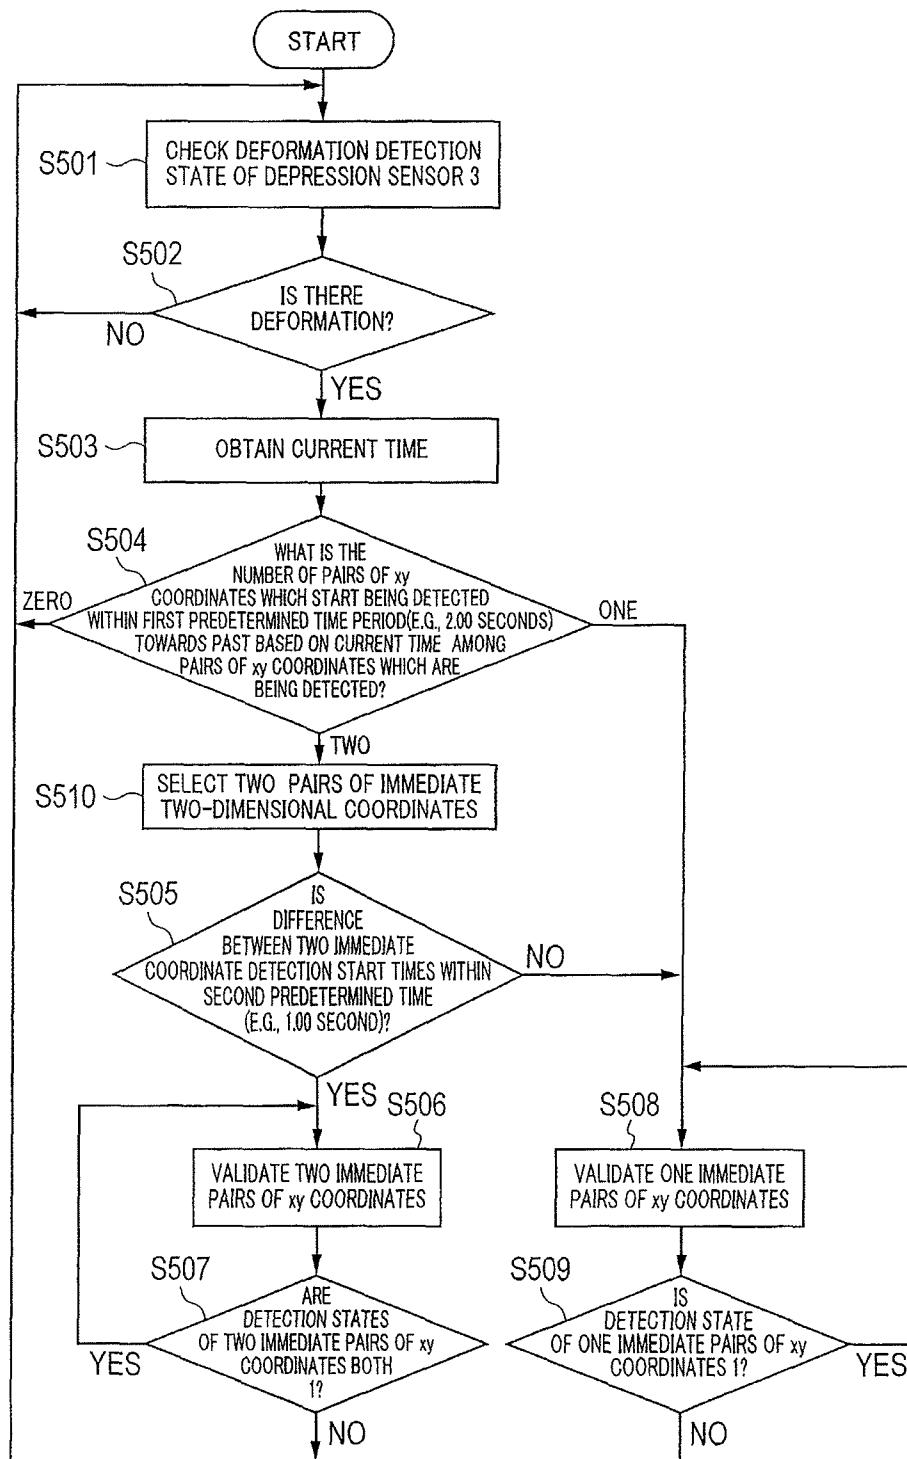 START
S501
CHECK DEFORMATION DETECTION
STATE OF DEPRESSION SENSOR 3
S502
IS THERE
DEFORMATION?
NO
YES
S503
OBTAIN CURRENT TIME
S504
WHAT IS THE
NUMBER OF PAIRS OF xy
COORDINATES WHICH START BEING DETECTED
WITHIN FIRST PREDETERMINED TIME PERIOD(E.G., 2.00 SECONDS)
TOWARDS PAST BASED ON CURRENT TIME AMONG
PAIRS OF xy COORDINATES WHICH ARE
BEING DETECTED?
ZERO
ONE
TWO
S510
SELECT TWO PAIRS OF IMMEDIATE
TWO-DIMENSIONAL COORDINATES
S505
IS
DIFFERENCE
BETWEEN TWO IMMEDIATE
COORDINATE DETECTION START TIMES WITHIN
SECOND PREDETERMINED TIME
(E.G., 1.00 SECOND)?
NO
YES
S506
VALIDATE TWO IMMEDIATE
PAIRS OF xy COORDINATES
S508
VALIDATE ONE IMMEDIATE
PAIRS OF xy COORDINATES
S507
ARE
DETECTION STATES
OF TWO IMMEDIATE PAIRS OF xy
COORDINATES BOTH
1?
YES
NO
S509
IS
DETECTION STATE
OF ONE IMMEDIATE PAIRS OF xy
COORDINATES 1?
YES
NO